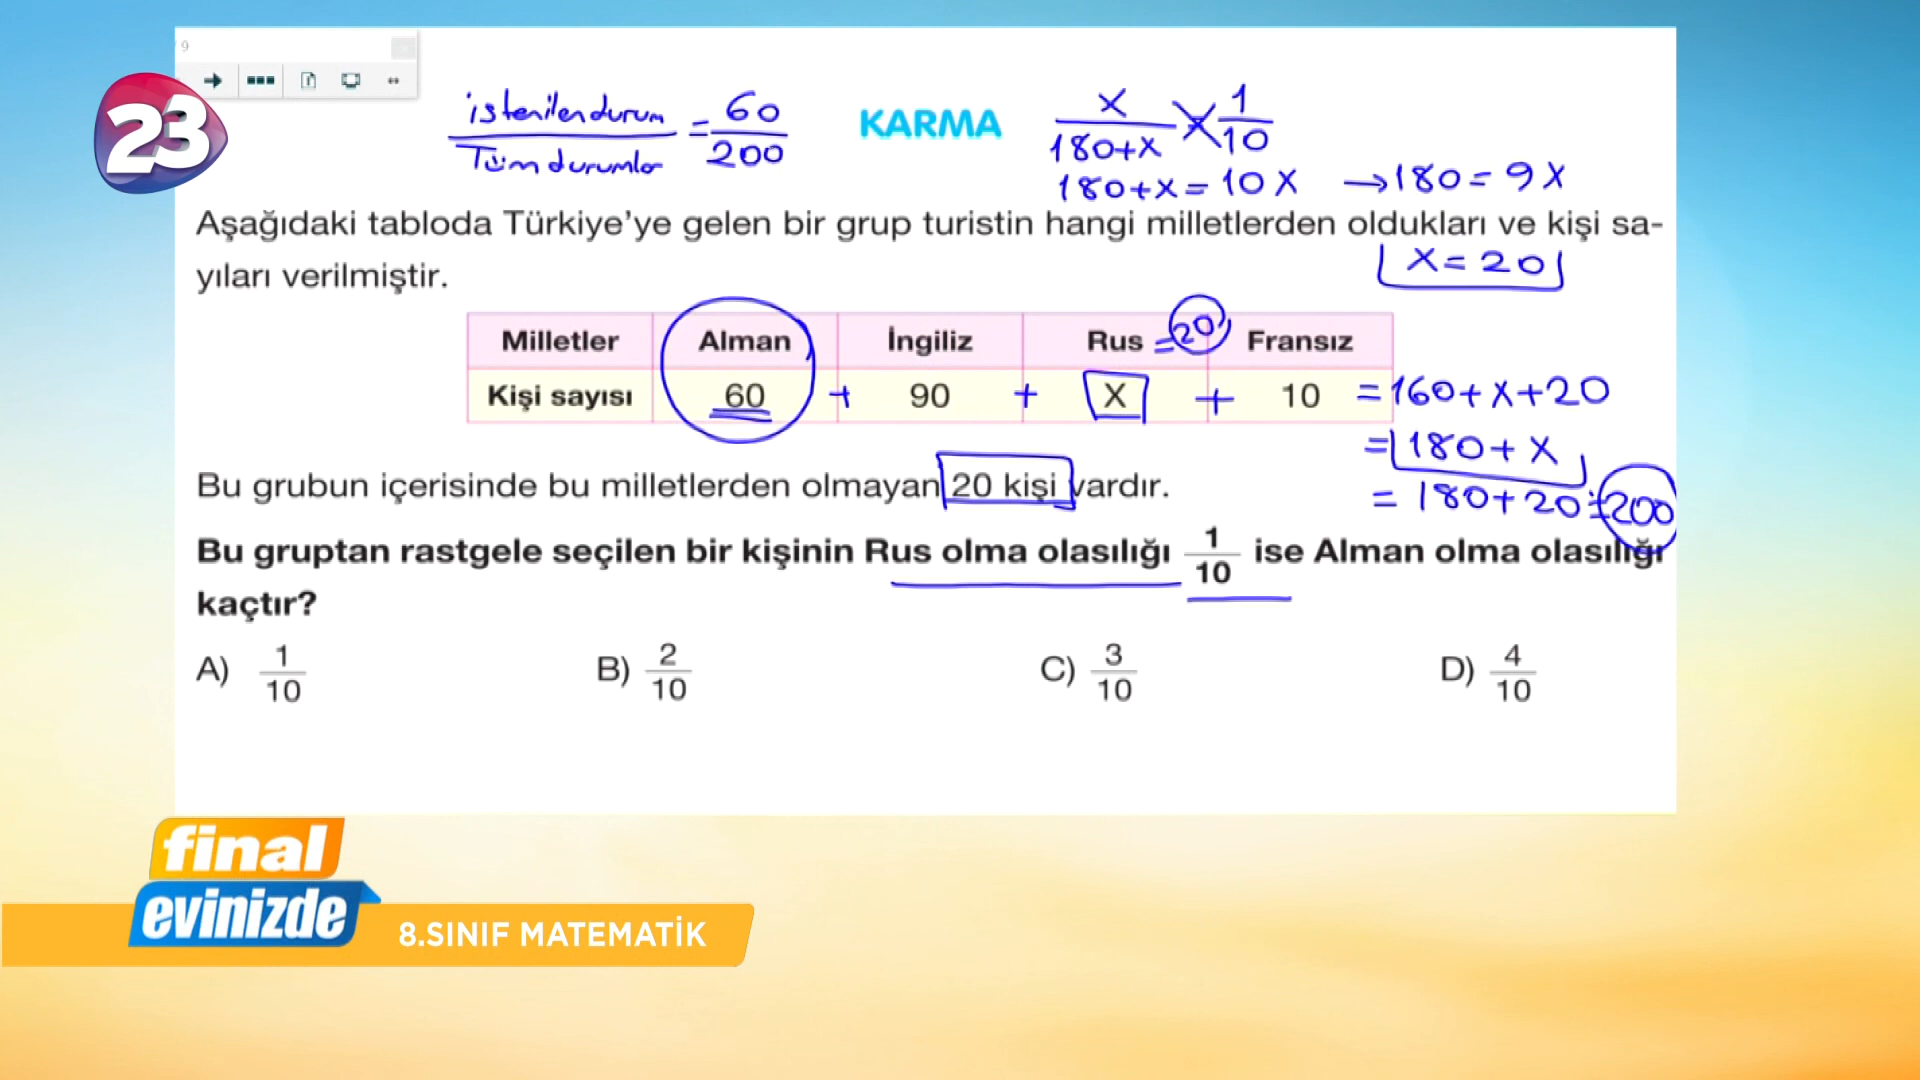 9
23
istenilen durum = 60
Tüm durumlar 200
KARMA
x 1
180+x 10
180+x = 10x → 180 = 9x
Aşağıdaki tabloda Türkiye'ye gelen bir grup turistin hangi milletlerden oldukları ve kişi sa-
yıları verilmiştir.
x = 20
Milletler Alman İngiliz Rus = 20 Fransız
Kişi sayısı 60 + 90 + X + 10 = 160+x+20
= 180+x
Bu grubun içerisinde bu milletlerden olmayan 20 kişi vardır.
= 180+20 = 200
Bu gruptan rastgele seçilen bir kişinin Rus olma olasılığı 1/10 ise Alman olma olasılığı
kaçtır?
A) 1/10 B) 2/10 C) 3/10 D) 4/10
final
evinizde
8.SINIF MATEMATİK